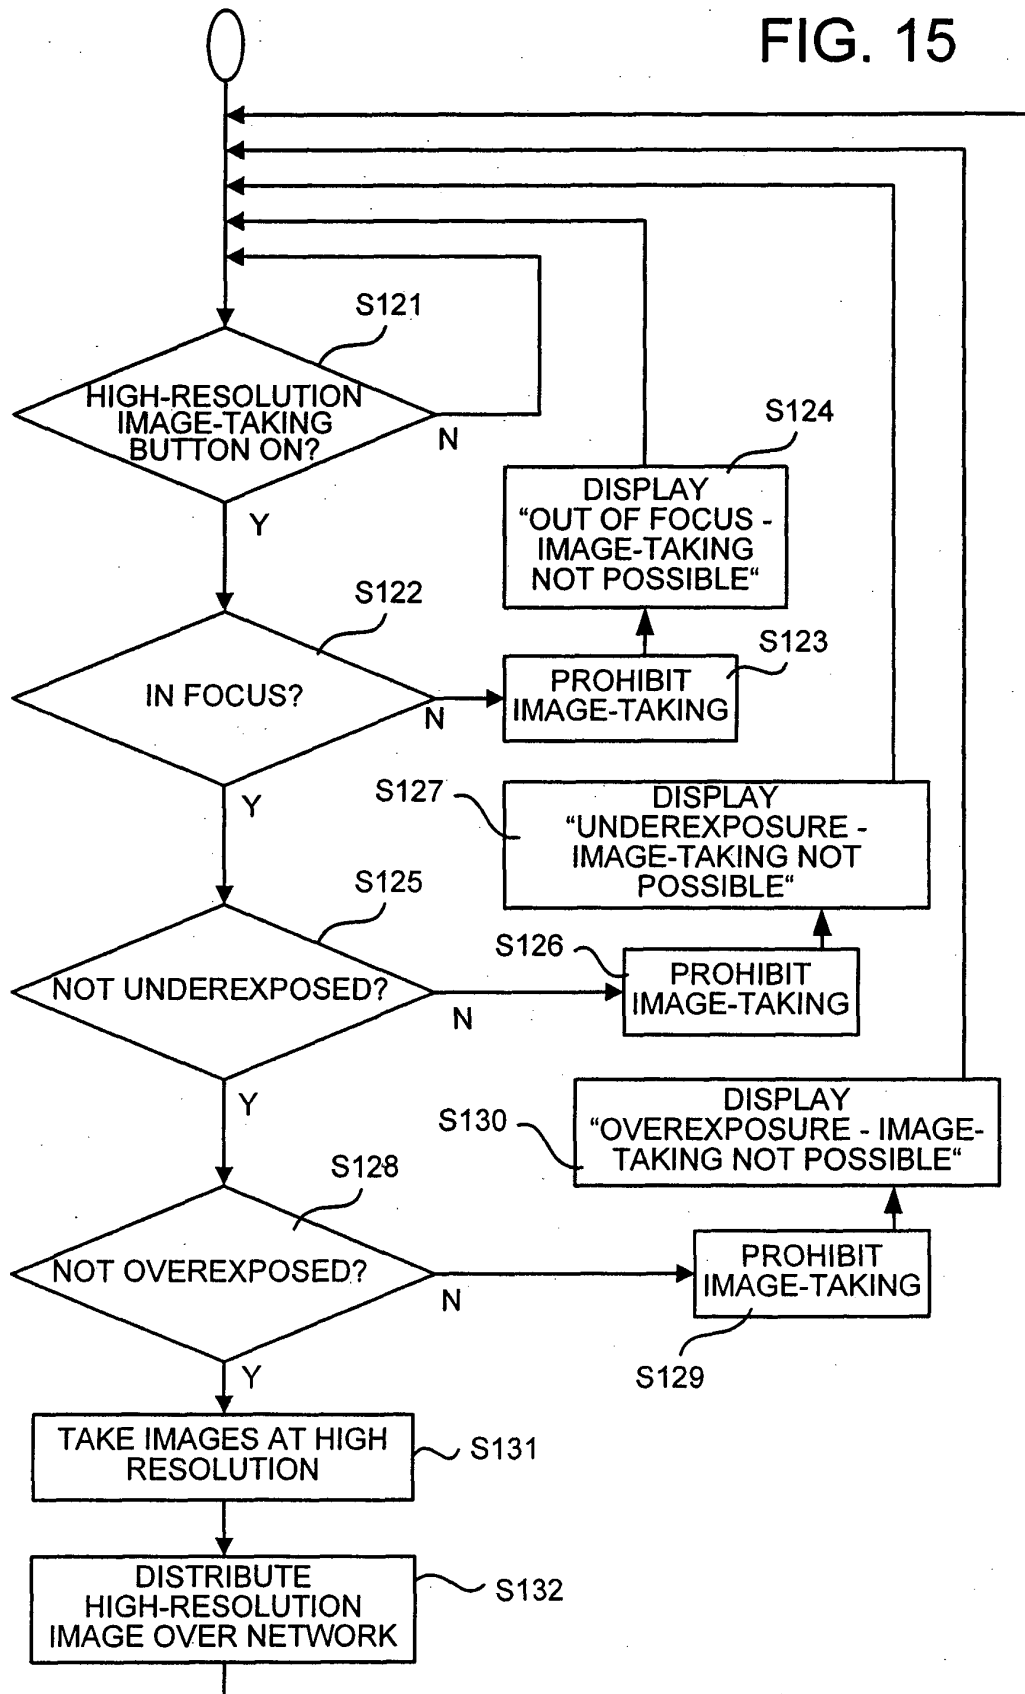 FIG. 15
S121
HIGH-RESOLUTION
IMAGE-TAKING
BUTTON ON?
N
Y
S124
DISPLAY
“OUT OF FOCUS -
IMAGE-TAKING
NOT POSSIBLE“
S122
IN FOCUS?
N
Y
S123
PROHIBIT
IMAGE-TAKING
S127
DISPLAY
“UNDEREXPOSURE -
IMAGE-TAKING NOT
POSSIBLE“
S125
NOT UNDEREXPOSED?
N
Y
S126
PROHIBIT
IMAGE-TAKING
S130
DISPLAY
“OVEREXPOSURE - IMAGE-
TAKING NOT POSSIBLE“
S128
NOT OVEREXPOSED?
N
Y
PROHIBIT
IMAGE-TAKING
S129
TAKE IMAGES AT HIGH
RESOLUTION
S131
DISTRIBUTE
HIGH-RESOLUTION
IMAGE OVER NETWORK
S132